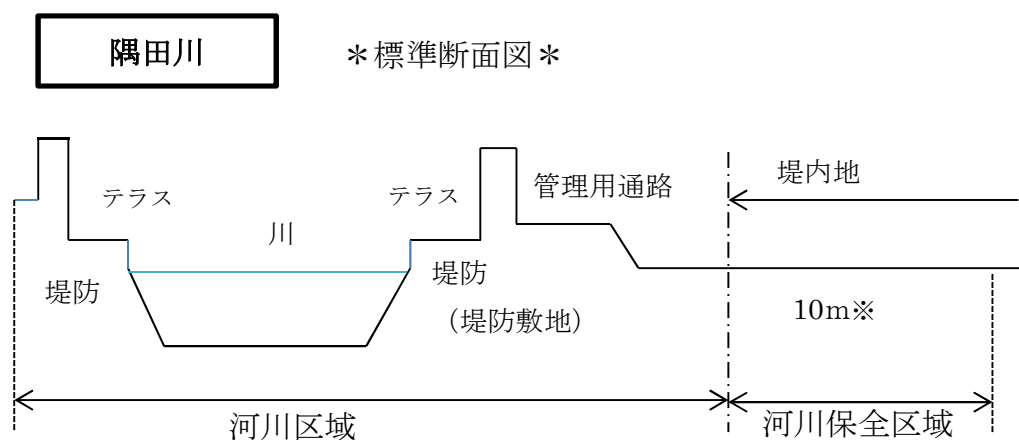 隅田川
＊標準断面図＊
テラス
テラス
管理用通路
堤内地
川
堤防
堤防
（堤防敷地）
10m※
河川区域
河川保全区域